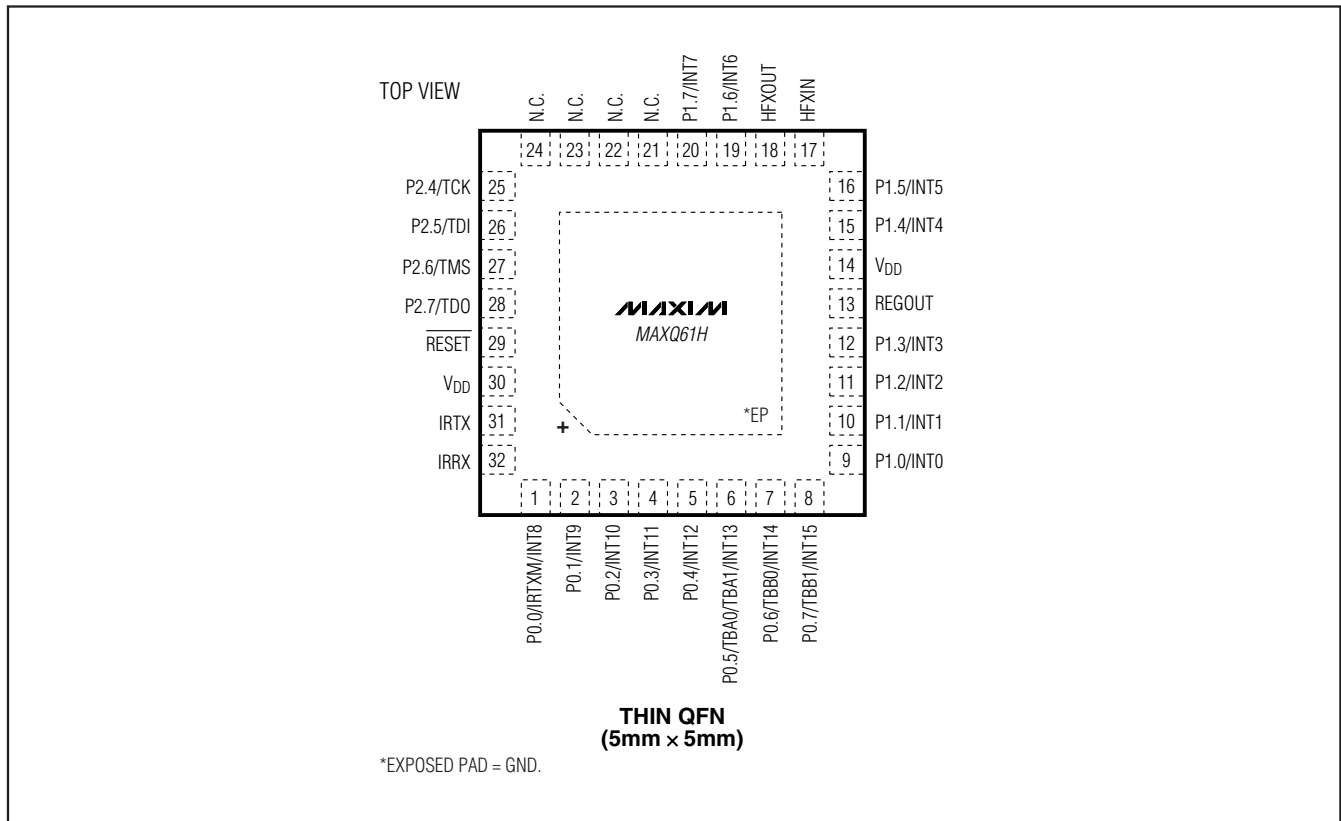 TOP VIEW
N.C.
N.C.
N.C.
N.C.
P1.7/INT7
P1.6/INT6
HFXOUT
HFXIN
24 23 22 21 20 19 18 17
P2.4/TCK 25 16 P1.5/INT5
P2.5/TDI 26 15 P1.4/INT4
P2.6/TMS 27 14 VDD
P2.7/TDO 28 13 REGOUT
RESET 29 12 P1.3/INT3
VDD 30 11 P1.2/INT2
IRTX 31 10 P1.1/INT1
IRRX 32 9 P1.0/INT0
MAXIM
MAXQ61H
*EP
+
1 2 3 4 5 6 7 8
P0.0/IRTXM/INT8
P0.1/INT9
P0.2/INT10
P0.3/INT11
P0.4/INT12
P0.5/TBA0/TBA1/INT13
P0.6/TBB0/INT14
P0.7/TBB1/INT15
THIN QFN
(5mm × 5mm)
*EXPOSED PAD = GND.